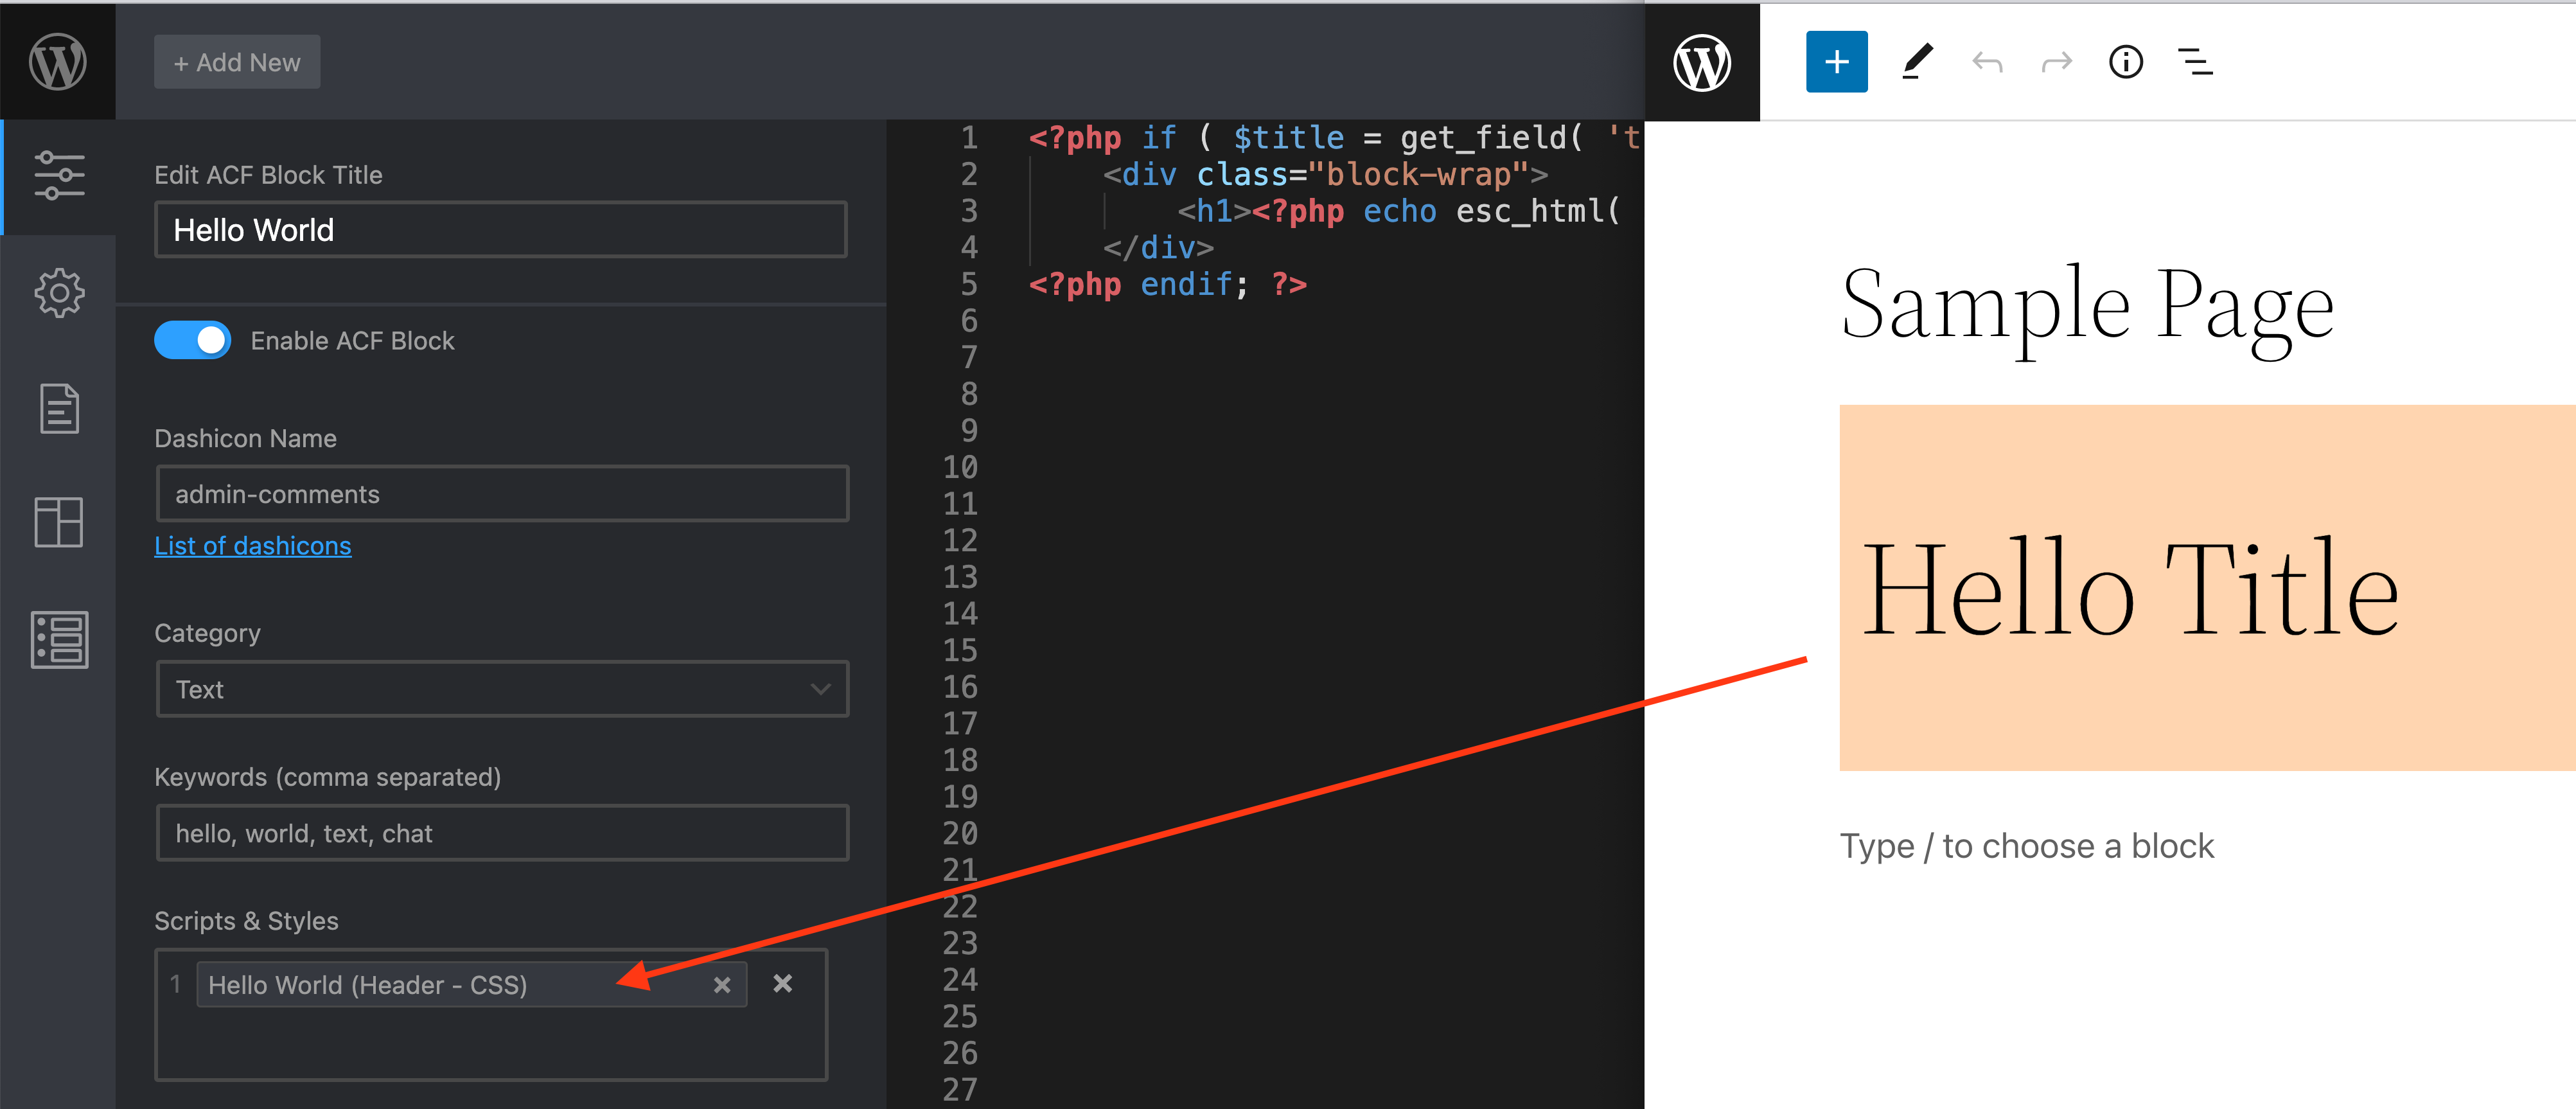 + Add New
Edit ACF Block Title
Hello World
Enable ACF Block
Dashicon Name
admin-comments
List of dashicons
Category
Text
Keywords (comma separated)
hello, world, text, chat
Scripts & Styles
1 Hello World (Header - CSS) × ×
1 <?php if ( $title = get_field( 't
2 <div class="block-wrap">
3 <h1><?php echo esc_html(
4 </div>
5 <?php endif; ?>
6
7
8
9
10
11
12
13
14
15
16
17
18
19
20
21
22
23
24
25
26
27
Sample Page
Hello Title
Type / to choose a block